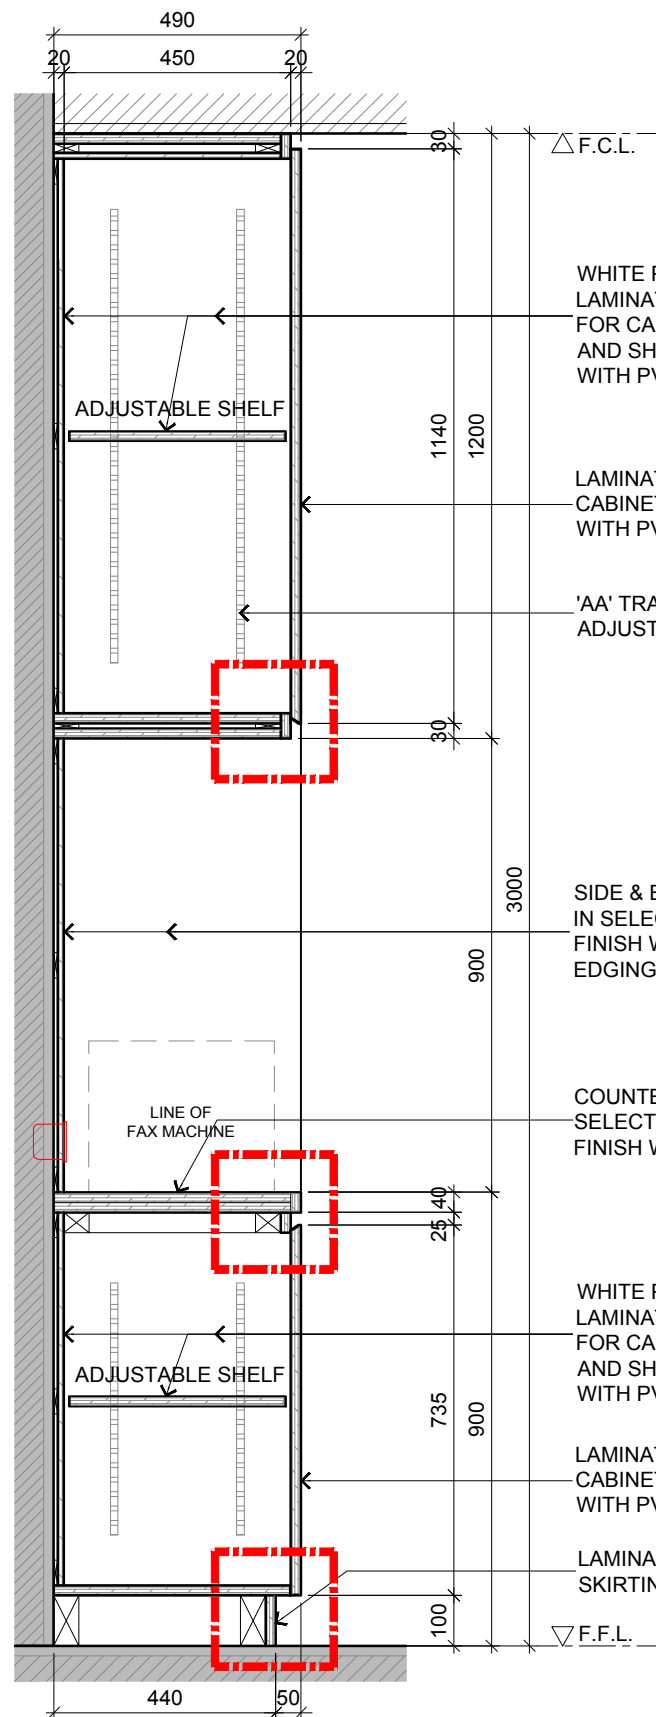 490
20 450 20
30
F.C.L.
WHITE
LAMINAT
FOR CA
AND SH
WITH PV
ADJUSTABLE SHELF
1140
1200
LAMINAT
CABINET
WITH PV
'AA' TRA
ADJUST
30
3000
SIDE &
IN SELEC
FINISH
EDGING
900
LINE OF
FAX MACHINE
COUNTE
SELECT
FINISH
40
25
WHITE
LAMINAT
FOR CA
AND SH
WITH PV
ADJUSTABLE SHELF
735
900
LAMINAT
CABINET
WITH PV
LAMINA
SKIRTIN
100
F.F.L.
440 50